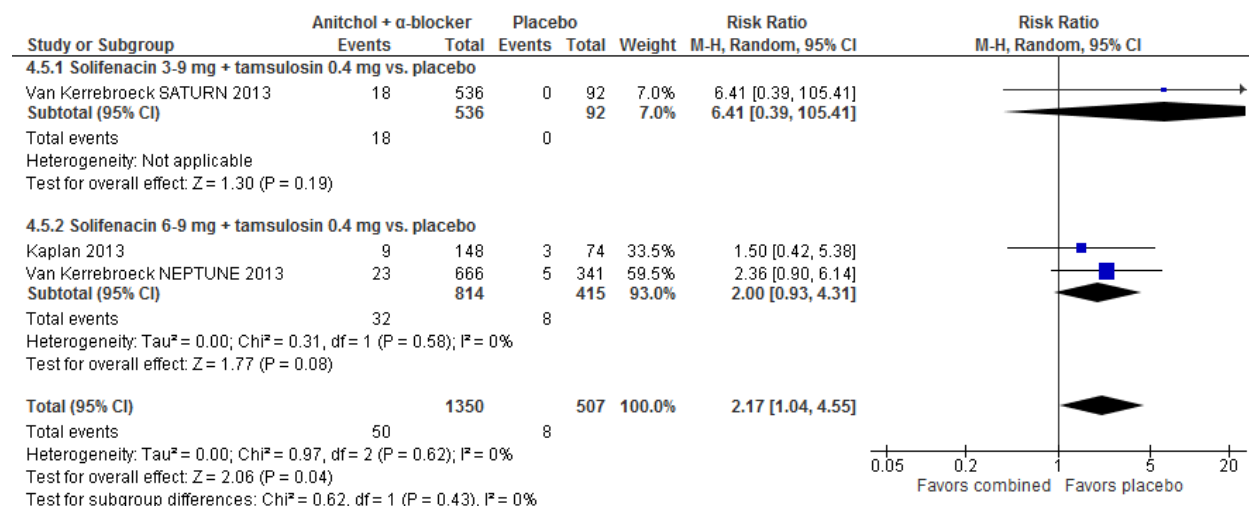 Anitchol + α-blocker Placebo Risk Ratio Risk Ratio
Study or Subgroup Events Total Events Total Weight M-H, Random, 95% CI M-H, Random, 95% CI
4.5.1 Solifenacin 3-9 mg + tamsulosin 0.4 mg vs. placebo
Van Kerrebroeck SATURN 2013 18 536 0 92 7.0% 6.41 [0.39, 105.41]
Subtotal (95% CI) 536 92 7.0% 6.41 [0.39, 105.41]
Total events 18 0
Heterogeneity: Not applicable
Test for overall effect: Z = 1.30 (P = 0.19)
4.5.2 Solifenacin 6-9 mg + tamsulosin 0.4 mg vs. placebo
Kaplan 2013 9 148 3 74 33.5% 1.50 [0.42, 5.38]
Van Kerrebroeck NEPTUNE 2013 23 666 5 341 59.5% 2.36 [0.90, 6.14]
Subtotal (95% CI) 814 415 93.0% 2.00 [0.93, 4.31]
Total events 32 8
Heterogeneity: Tau² = 0.00; Chi² = 0.31, df = 1 (P = 0.58); I² = 0%
Test for overall effect: Z = 1.77 (P = 0.08)
Total (95% CI) 1350 507 100.0% 2.17 [1.04, 4.55]
Total events 50 8
Heterogeneity: Tau² = 0.00; Chi² = 0.97, df = 2 (P = 0.62); I² = 0%
Test for overall effect: Z = 2.06 (P = 0.04)
Test for subgroup differences: Chi² = 0.62, df = 1 (P = 0.43), I² = 0%
0.05 0.2 1 5 20
Favors combined Favors placebo